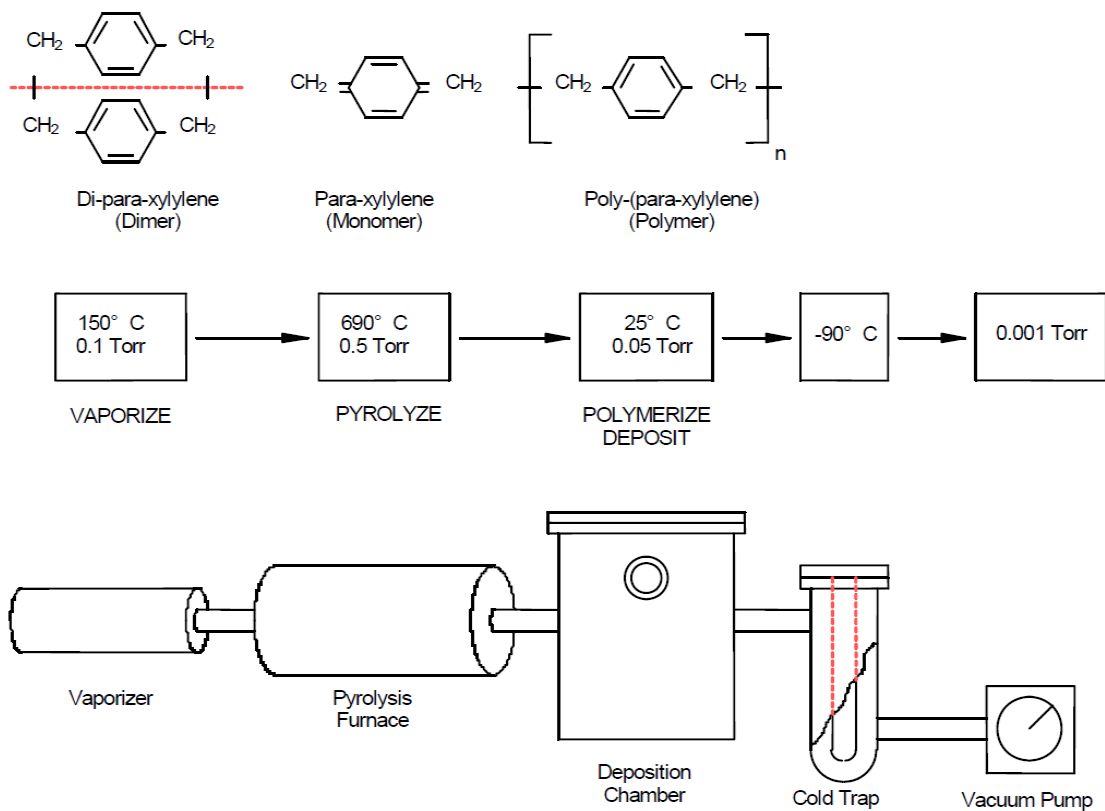 CH2 CH2
CH2 CH2
CH2 CH2
CH2 CH2
n
Di-para-xylylene
(Dimer)
Para-xylylene
(Monomer)
Poly-(para-xylylene)
(Polymer)
150° C
0.1 Torr
690° C
0.5 Torr
25° C
0.05 Torr
-90° C
0.001 Torr
VAPORIZE
PYROLYZE
POLYMERIZE
DEPOSIT
Vaporizer
Pyrolysis
Furnace
Deposition
Chamber
Cold Trap
Vacuum Pump